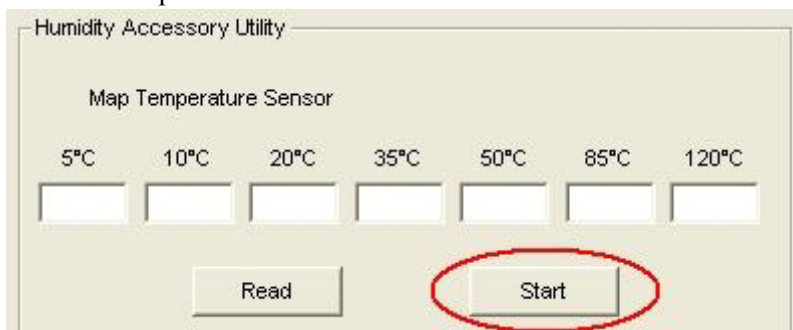 Humidity Accessory Utility
Map Temperature Sensor
5°C 10°C 20°C 35°C 50°C 85°C 120°C
Read Start